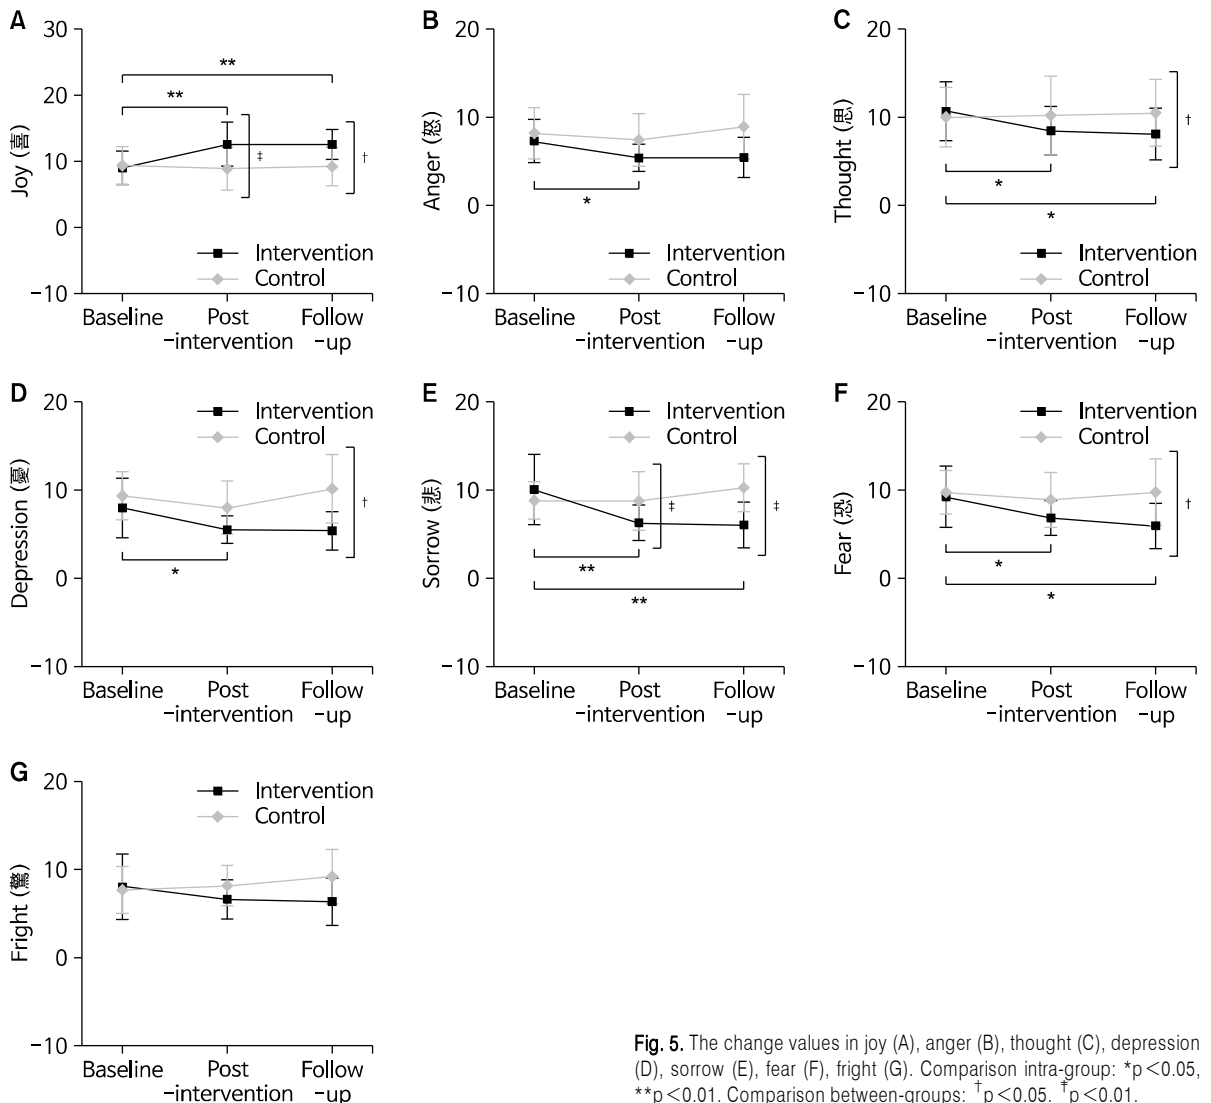 A
30
20
10
0
−10
Joy (喜)
**
**
‡
†
Intervention
Control
Baseline
Post
-intervention
Follow
-up
B
20
10
0
−10
Anger (怒)
*
Intervention
Control
Baseline
Post
-intervention
Follow
-up
C
20
10
0
−10
Thought (思)
†
*
*
Intervention
Control
Baseline
Post
-intervention
Follow
-up
D
20
10
0
−10
Depression (憂)
Intervention
Control
†
*
Baseline
Post
-intervention
Follow
-up
E
20
10
0
−10
Sorrow (悲)
Intervention
Control
‡
‡
**
**
Baseline
Post
-intervention
Follow
-up
F
20
10
0
−10
Fear (恐)
Intervention
Control
†
*
*
Baseline
Post
-intervention
Follow
-up
G
20
10
0
−10
Fright (驚)
Intervention
Control
Baseline
Post
-intervention
Follow
-up
Fig. 5. The change values in joy (A), anger (B), thought (C), depression
(D), sorrow (E), fear (F), fright (G). Comparison intra-group: *p<0.05,
**p<0.01. Comparison between-groups: †p<0.05. ‡p<0.01.